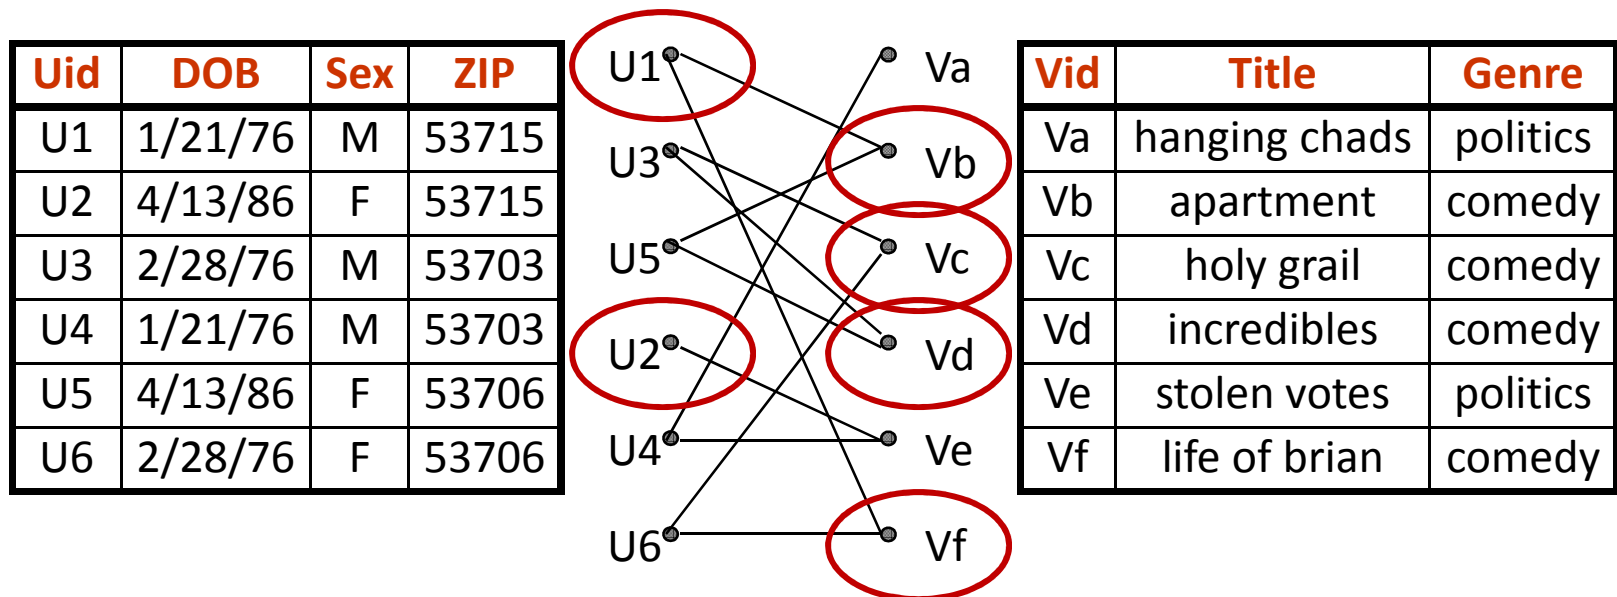 Uid DOB Sex ZIP
U1 1/21/76 M 53715
U2 4/13/86 F 53715
U3 2/28/76 M 53703
U4 1/21/76 M 53703
U5 4/13/86 F 53706
U6 2/28/76 F 53706
U1 Va
U3 Vb
U5 Vc
U2 Vd
U4 Ve
U6 Vf
Vid Title Genre
Va hanging chads politics
Vb apartment comedy
Vc holy grail comedy
Vd incredibles comedy
Ve stolen votes politics
Vf life of brian comedy